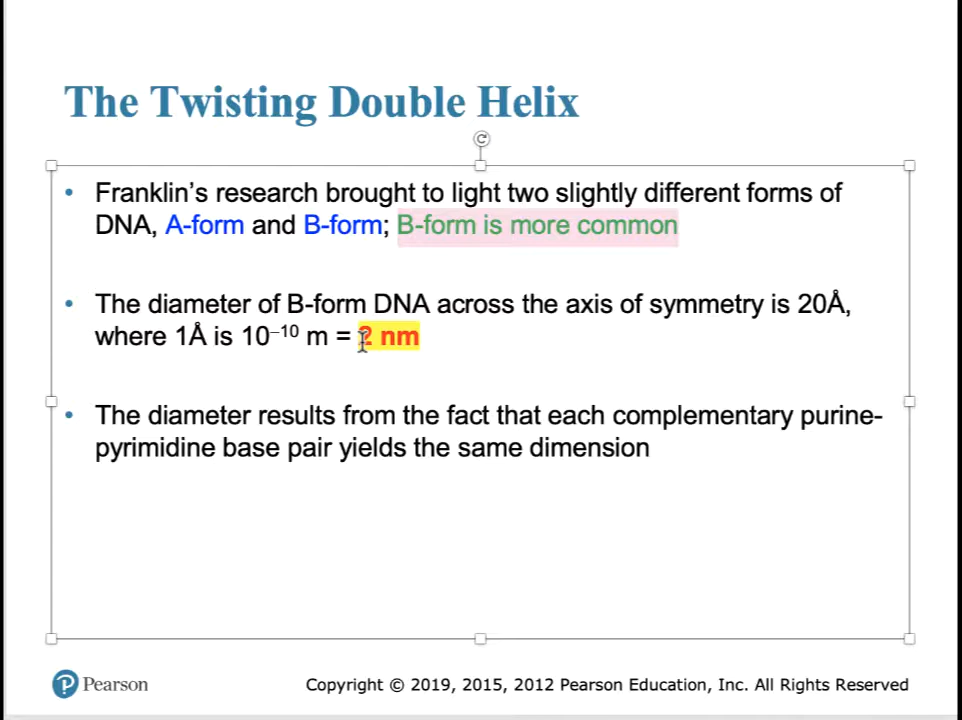 The Twisting Double Helix
• Franklin’s research brought to light two slightly different forms of
DNA, A-form and B-form; B-form is more common
• The diameter of B-form DNA across the axis of symmetry is 20Å,
where 1Å is 10⁻¹⁰ m = 2 nm
• The diameter results from the fact that each complementary purine-
pyrimidine base pair yields the same dimension
Pearson
Copyright © 2019, 2015, 2012 Pearson Education, Inc. All Rights Reserved